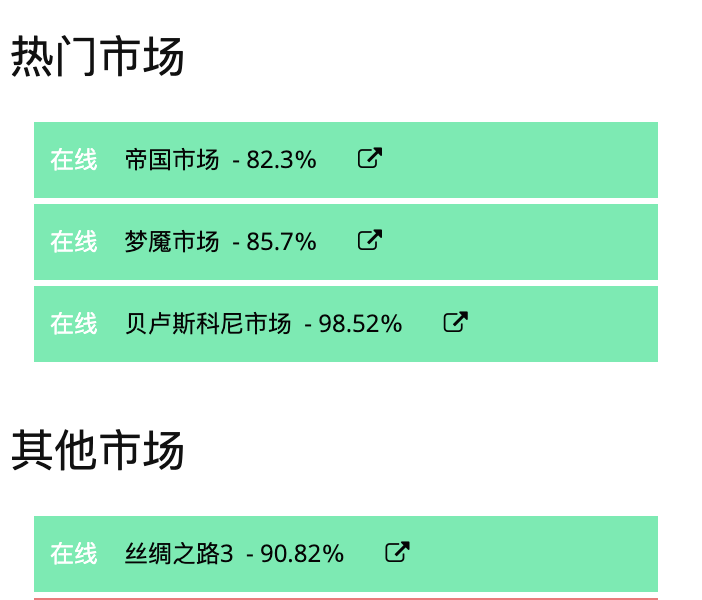 热门市场
在线 帝国市场 - 82.3%
在线 梦魇市场 - 85.7%
在线 贝卢斯科尼市场 - 98.52%
其他市场
在线 丝绸之路3 - 90.82%